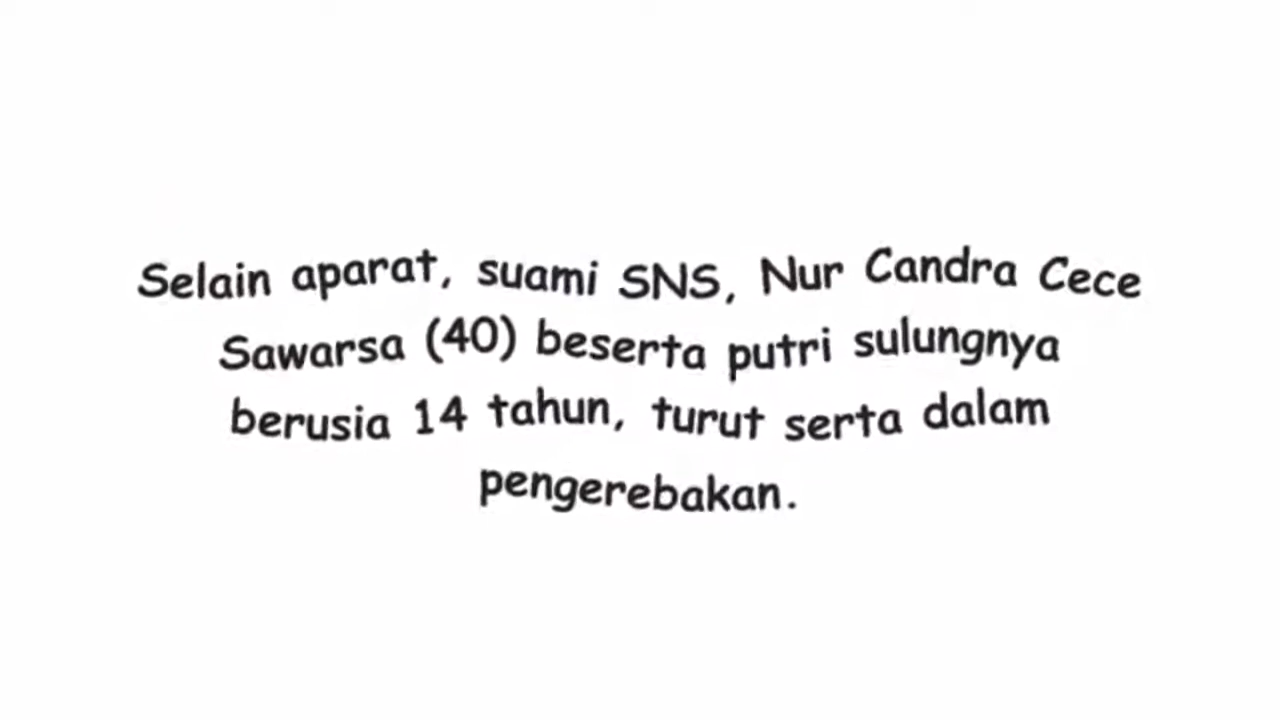 Selain aparat, suami SNS, Nur Candra Cece
Sawarsa (40) beserta putri sulungnya
berusia 14 tahun, turut serta dalam
pengerebakan.